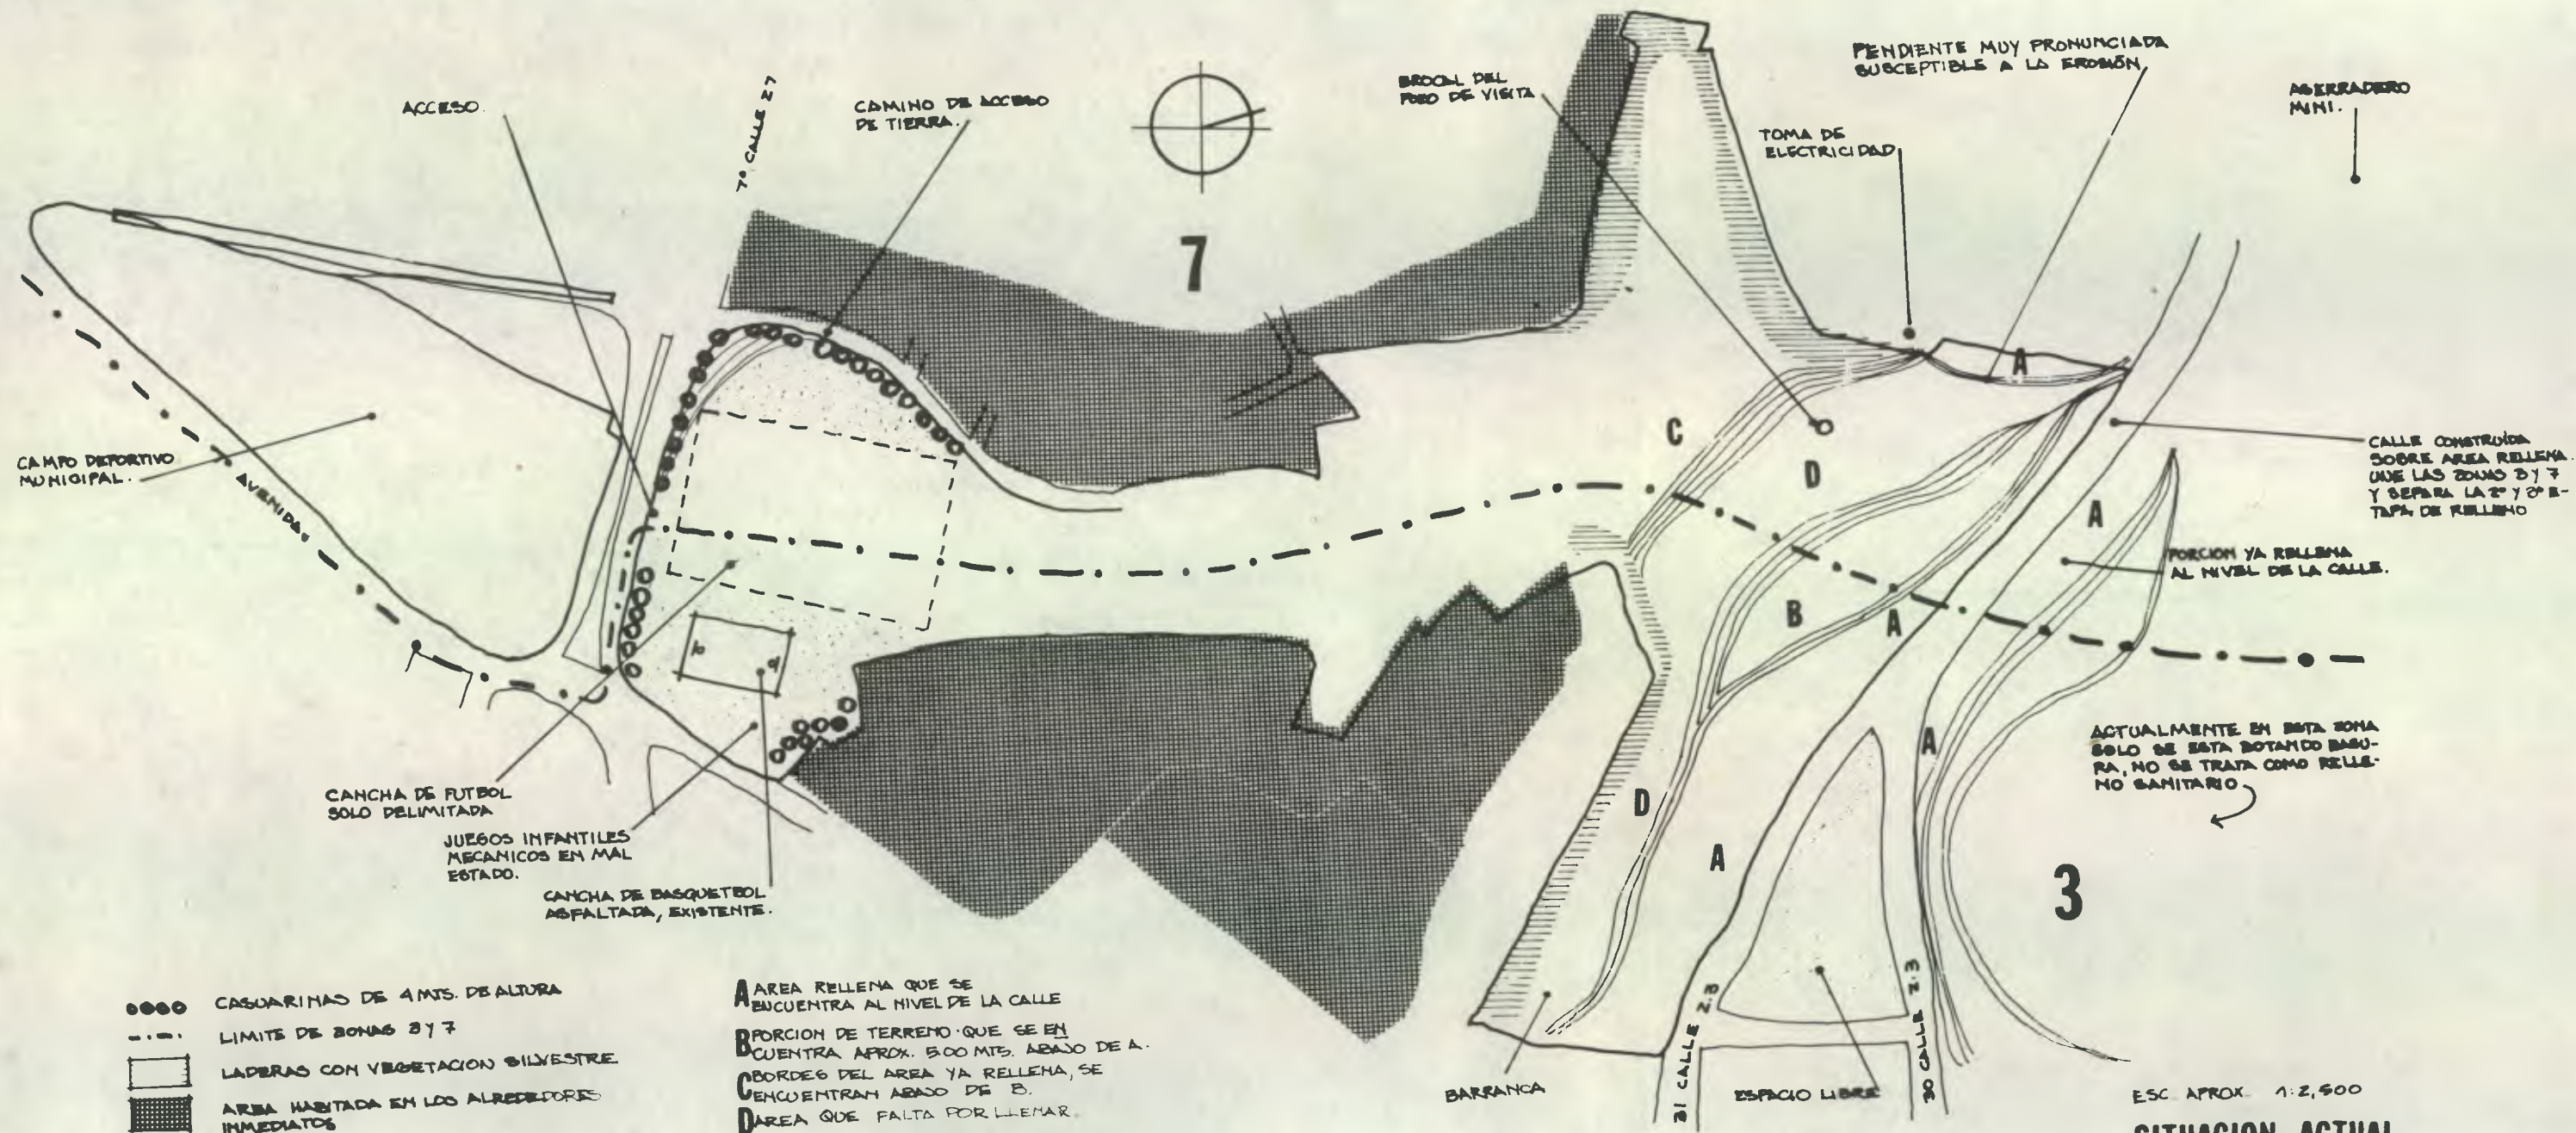 ACCESO.
7ª CALLE Z7
CAMINO DE ACCESO
DE TIERRA.
7
BROCAL DEL
POZO DE VISITA
PENDIENTE MUY PRONUNCIADA
SUSCEPTIBLE A LA EROSIÓN
TOMA DE
ELECTRICIDAD
ASERRADERO
MINI.
A
C
D
CALLE CONSTRUÍDA
SOBRE AREA RELLENA.
UNE LAS ZONAS 3 Y 7
Y SEPARA LA 2ª Y 3ª E-
TAPA DE RELLENO
A
PORCION YA RELLENA
AL NIVEL DE LA CALLE.
CAMPO DEPORTIVO
MUNICIPAL.
AVENIDA
B
A
A
ACTUALMENTE EN ESTA ZONA
SOLO SE ESTA BOTANDO BASU-
RA, NO SE TRATA COMO RELLE-
NO SANITARIO
D
A
3
CANCHA DE FUTBOL
SOLO DELIMITADA
JUEGOS INFANTILES
MECANICOS EN MAL
ESTADO.
CANCHA DE BASQUETBOL
ASFALTADA, EXISTENTE.
CASUARINAS DE 4 MTS. DE ALTURA
LIMITE DE ZONAS 3 Y 7
LADERAS CON VEGETACION SILVESTRE
AREA HABITADA EN LOS ALREDEDORES
INMEDIATOS
A AREA RELLENA QUE SE
ENCUENTRA AL NIVEL DE LA CALLE
B PORCION DE TERRENO QUE SE EN
CUENTRA APROX. 5.00 MTS. ABAJO DE A.
C BORDES DEL AREA YA RELLENA, SE
ENCUENTRAN ABAJO DE B.
D AREA QUE FALTA POR LLENAR.
BARRANCA
31 CALLE Z.3
ESPACIO LIBRE
30 CALLE Z.3
ESC. APROX. 1:2,500
SITUACION ACTUAL